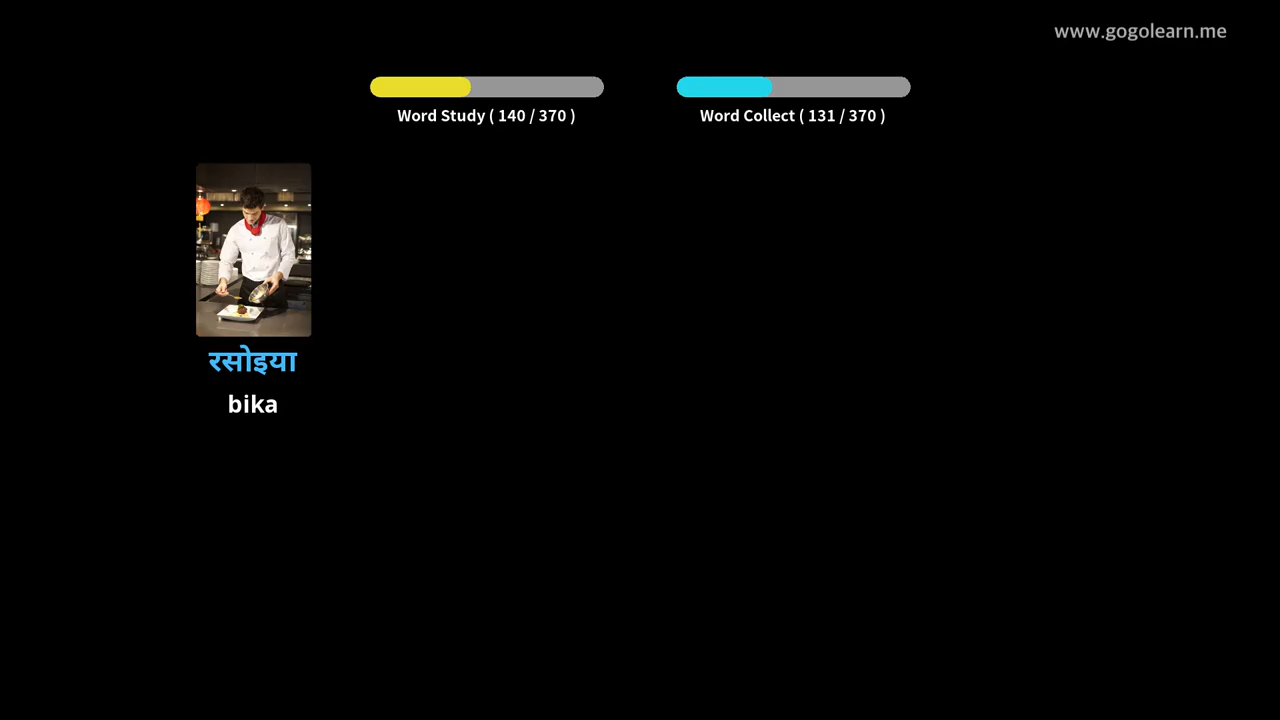 www.gogolearn.me
Word Study ( 140 / 370 )
Word Collect ( 131 / 370 )
रसोइया
bika